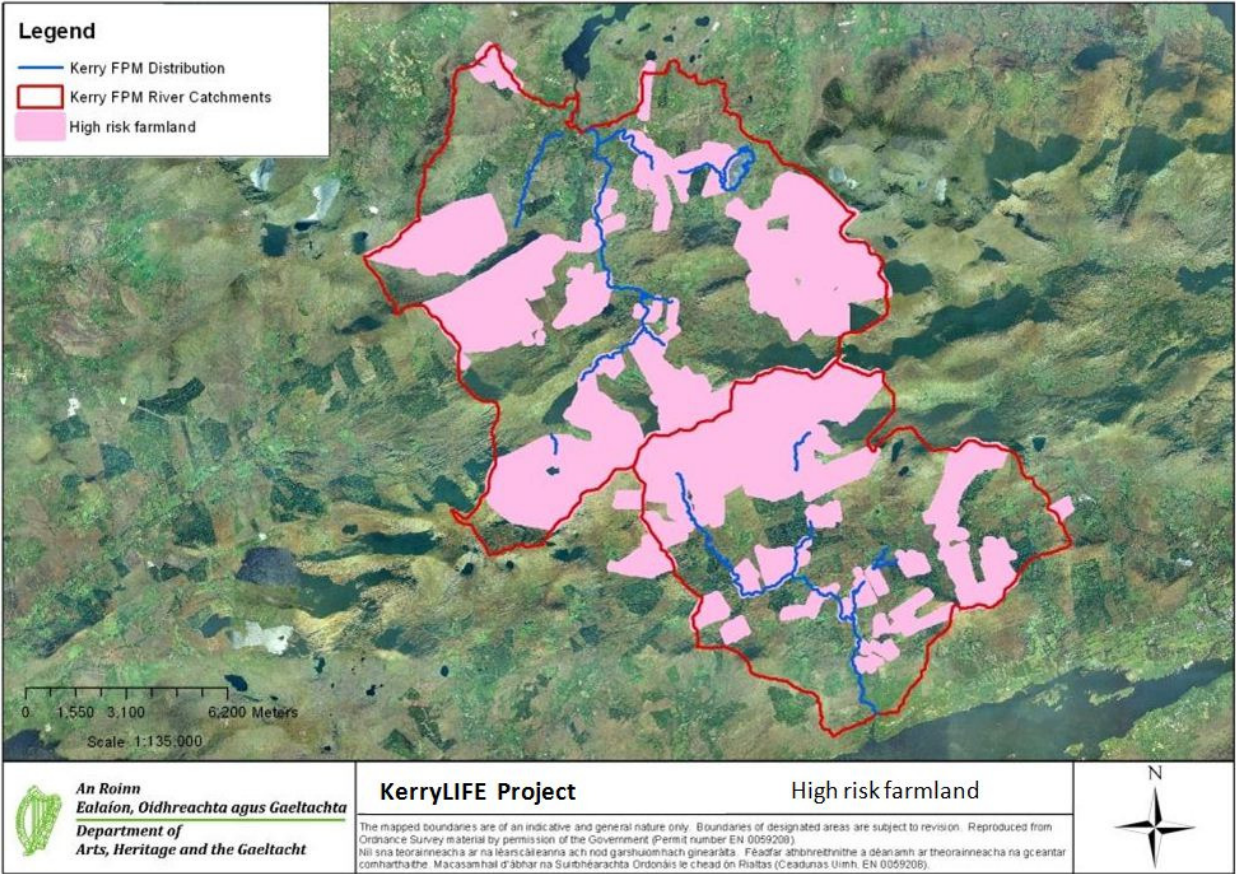 Legend
Kerry FPM Distribution
Kerry FPM River Catchments
High risk farmland
0 1,550 3,100 6,200 Meters
Scale 1:135,000
An Roinn
Ealaíon, Oidhreachta agus Gaeltachta
Department of
Arts, Heritage and the Gaeltacht
KerryLIFE Project
High risk farmland
The mapped boundaries are of an indicative and general nature only. Boundaries of designated areas are subject to revision. Reproduced from
Ordnance Survey material by permission of the Government (Permit number EN 0059208)
Níl sna teorainneacha ar na léarscáileanna ach nod garshuiomhach ginearálta. Féadfar athbhreithnithe a déanamh ar theorainneacha na gceantar
comharthaithe. Macasamhail d'ábhar na Suirbhéarachta Ordonáis le chead ón Rialtas (Ceadunas Uimh. EN 0059208).
N